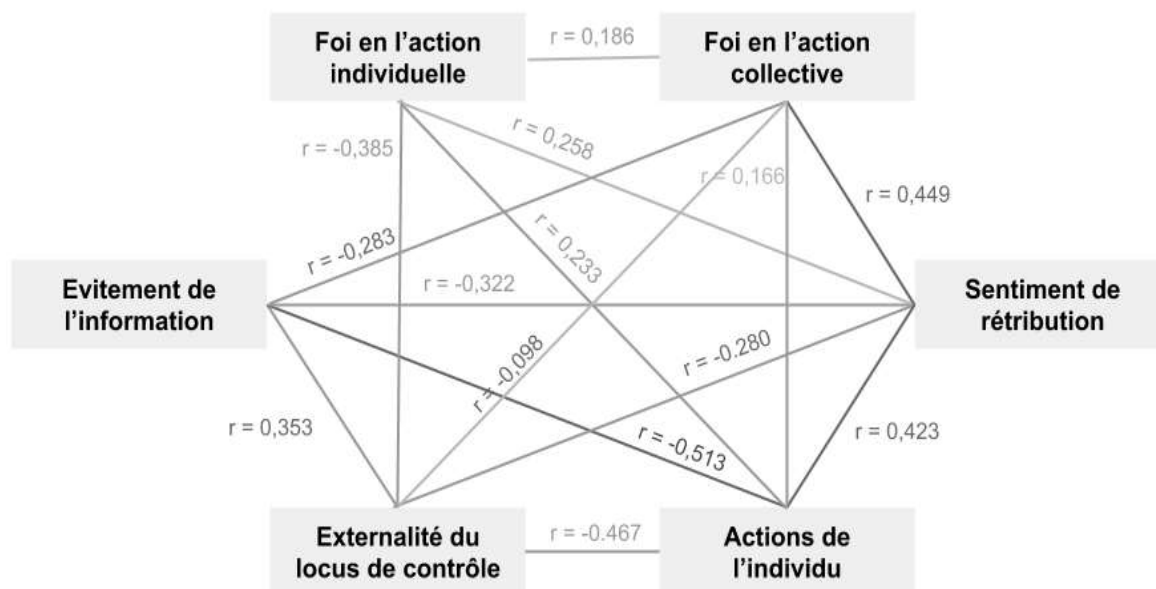 Foi en l’action
individuelle
r = 0,186
Foi en l’action
collective
r = -0,385
r = 0,258
r = 0,166
r = 0,449
r = -0,283
r = 0,233
Evitement de
l’information
r = -0,322
Sentiment de
rétribution
r = -0,098
r = -0.280
r = 0,353
r = -0,513
r = 0,423
Externalité du
locus de contrôle
r = -0.467
Actions de
l’individu